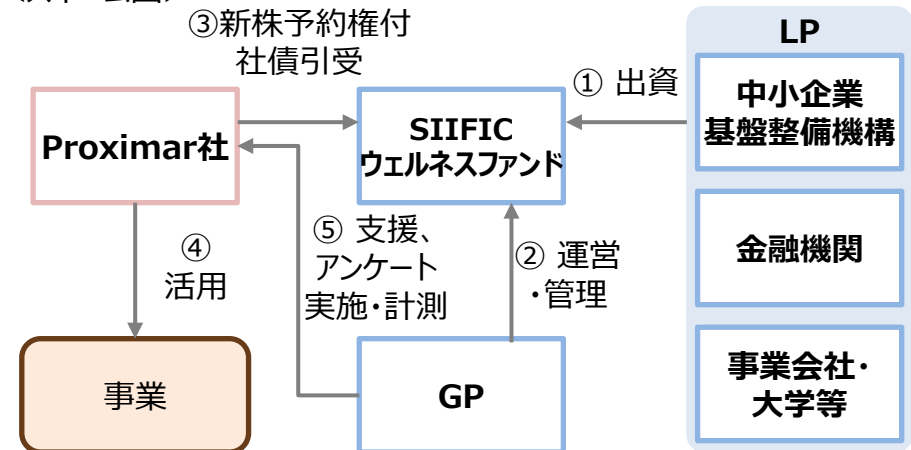 ③新株予約権付
社債引受
LP
① 出資
中小企業
基盤整備機構
Proximar社
SIIFIC
ウェルネスファンド
④
活用
⑤ 支援、
アンケート
実施・計測
② 運営
・管理
金融機関
事業
GP
事業会社・
大学等